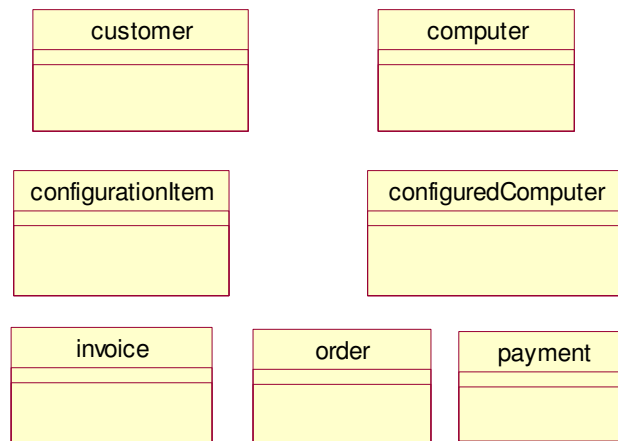 customer
computer
configurationItem
configuredComputer
invoice
order
payment